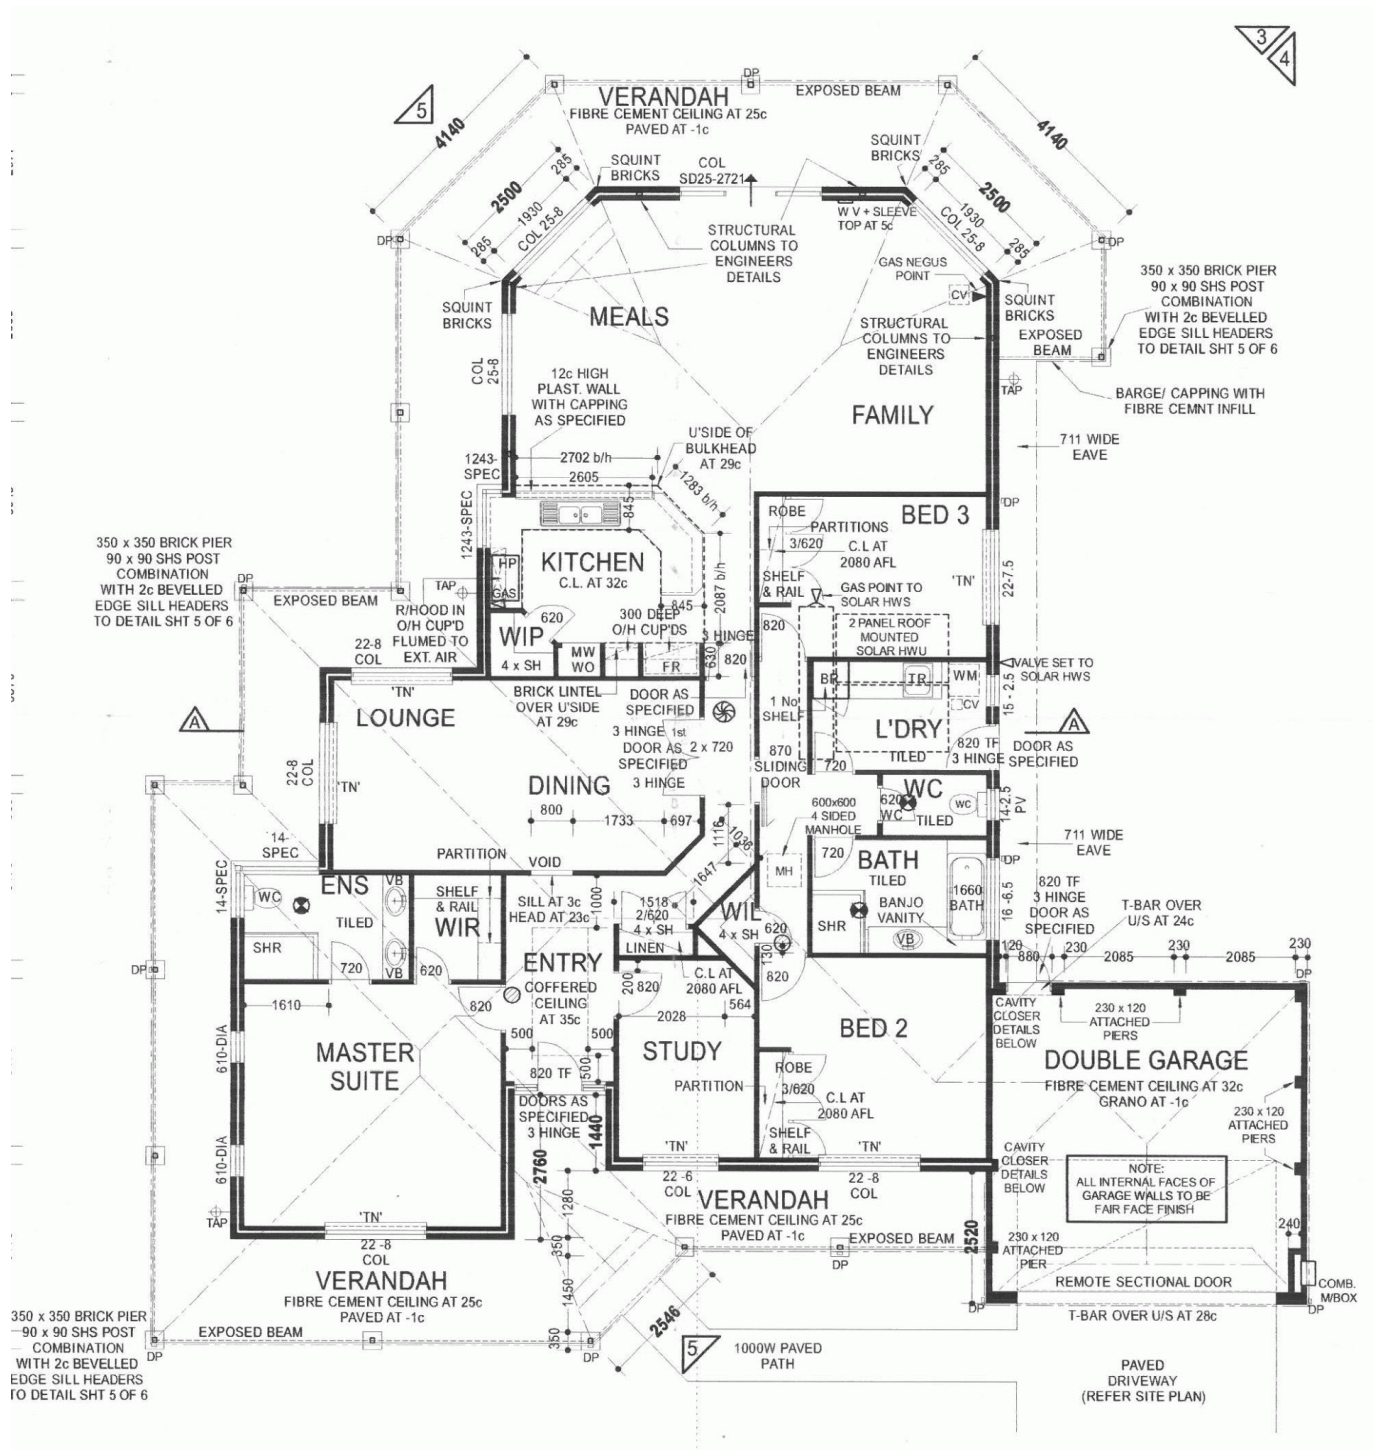 3
4
5
DP
VERANDAH
FIBRE CEMENT CEILING AT 25c
PAVED AT -1c
EXPOSED BEAM
4140
4140
SQUINT
BRICKS
COL
SD25-2721
SQUINT
BRICKS
285
2500
1930
COL 25-8
285
285
2500
1930
COL 25-8
285
W V + SLEEVE
TOP AT 5c
STRUCTURAL
COLUMNS TO
ENGINEERS
DETAILS
GAS NEGUS
POINT
CV
DP
DP
350 x 350 BRICK PIER
90 x 90 SHS POST
COMBINATION
WITH 2c BEVELLED
EDGE SILL HEADERS
TO DETAIL SHT 5 OF 6
SQUINT
BRICKS
SQUINT
BRICKS
EXPOSED
BEAM
MEALS
STRUCTURAL
COLUMNS TO
ENGINEERS
DETAILS
COL
25-8
12c HIGH
PLAST. WALL
WITH CAPPING
AS SPECIFIED
TAP
BARGE/ CAPPING WITH
FIBRE CEMNT INFILL
FAMILY
U'SIDE OF
BULKHEAD
AT 29c
711 WIDE
EAVE
1243-
SPEC
2702 b/h
2605
1283 b/h
845
1243-SPEC
DP
ROBE
BED 3
PARTITIONS
3/620
C.L AT
2080 AFL
350 x 350 BRICK PIER
90 x 90 SHS POST
COMBINATION
WITH 2c BEVELLED
EDGE SILL HEADERS
TO DETAIL SHT 5 OF 6
KITCHEN
C.L. AT 32c
HP
GAS
2087 b/h
SHELF
& RAIL
'TN'
22-7.5
GAS POINT TO
SOLAR HWS
DP
TAP
EXPOSED BEAM
R/HOOD IN
O/H CUP'D
FLUMED TO
EXT. AIR
845
620
300 DEEP
O/H CUP'DS
WIP
4 x SH
MW
WO
FR
3 HINGE
630
820
820
2 PANEL ROOF
MOUNTED
SOLAR HWU
22-8
COL
'TN'
VALVE SET TO
SOLAR HWS
BR
TR
WM
CV
15 - 2.5
LOUNGE
BRICK LINTEL
OVER U'SIDE
AT 29c
DOOR AS
SPECIFIED
3 HINGE 1st
DOOR AS
SPECIFIED
3 HINGE
2 x 720
1 No
SHELF
L'DRY
TILED
820 TF
3 HINGE
DOOR AS
SPECIFIED
A
A
22-8
COL
'TN'
DINING
870
SLIDING
DOOR
720
WC
620
WC
WC
TILED
14-2.5
PV
800
1733
697
1116
1036
600x600
4 SIDED
MANHOLE
MH
711 WIDE
EAVE
14-
SPEC
14-SPEC
PARTITION
VOID
1647
720
BATH
TILED
1660
BATH
BANJO
VANITY
SHR
VB
16 -6.5
DP
820 TF
3 HINGE
DOOR AS
SPECIFIED
T-BAR OVER
U/S AT 24c
ENS
WC
TILED
VB
VB
SHR
720
SHELF
& RAIL
WIR
620
SILL AT 3c
HEAD AT 23c
1000
1518
2/620
4 x SH
LINEN
WIL
4 x SH
620
130
820
120
880
230
2085
230
2085
230
DP
DP
ENTRY
COFFERED
CEILING
AT 35c
820
200
820
C.L AT
2080 AFL
2028
564
1610
610-DIA
MASTER
SUITE
500
500
500
820 TF
STUDY
BED 2
CAVITY
CLOSER
DETAILS
BELOW
230 x 120
ATTACHED
PIERS
DOUBLE GARAGE
FIBRE CEMENT CEILING AT 32c
GRANO AT -1c
PARTITION
ROBE
3/620
C.L AT
2080 AFL
DOORS AS
SPECIFIED
3 HINGE
1440
2760
SHELF
& RAIL
'TN'
'TN'
230 x 120
ATTACHED
PIERS
CAVITY
CLOSER
DETAILS
BELOW
NOTE:
ALL INTERNAL FACES OF
GARAGE WALLS TO BE
FAIR FACE FINISH
610-DIA
TAP
'TN'
22 -6
COL
22 -8
COL
VERANDAH
FIBRE CEMENT CEILING AT 25c
PAVED AT -1c
EXPOSED BEAM
DP
1280
350
1450
350
2520
230 x 120
ATTACHED
PIER
240
22 -8
COL
VERANDAH
FIBRE CEMENT CEILING AT 25c
PAVED AT -1c
REMOTE SECTIONAL DOOR
COMB.
M/BOX
DP
DP
T-BAR OVER U/S AT 28c
350 x 350 BRICK PIER
90 x 90 SHS POST
COMBINATION
WITH 2c BEVELLED
EDGE SILL HEADERS
TO DETAIL SHT 5 OF 6
EXPOSED BEAM
DP
DP
2546
5
1000W PAVED
PATH
PAVED
DRIVEWAY
(REFER SITE PLAN)